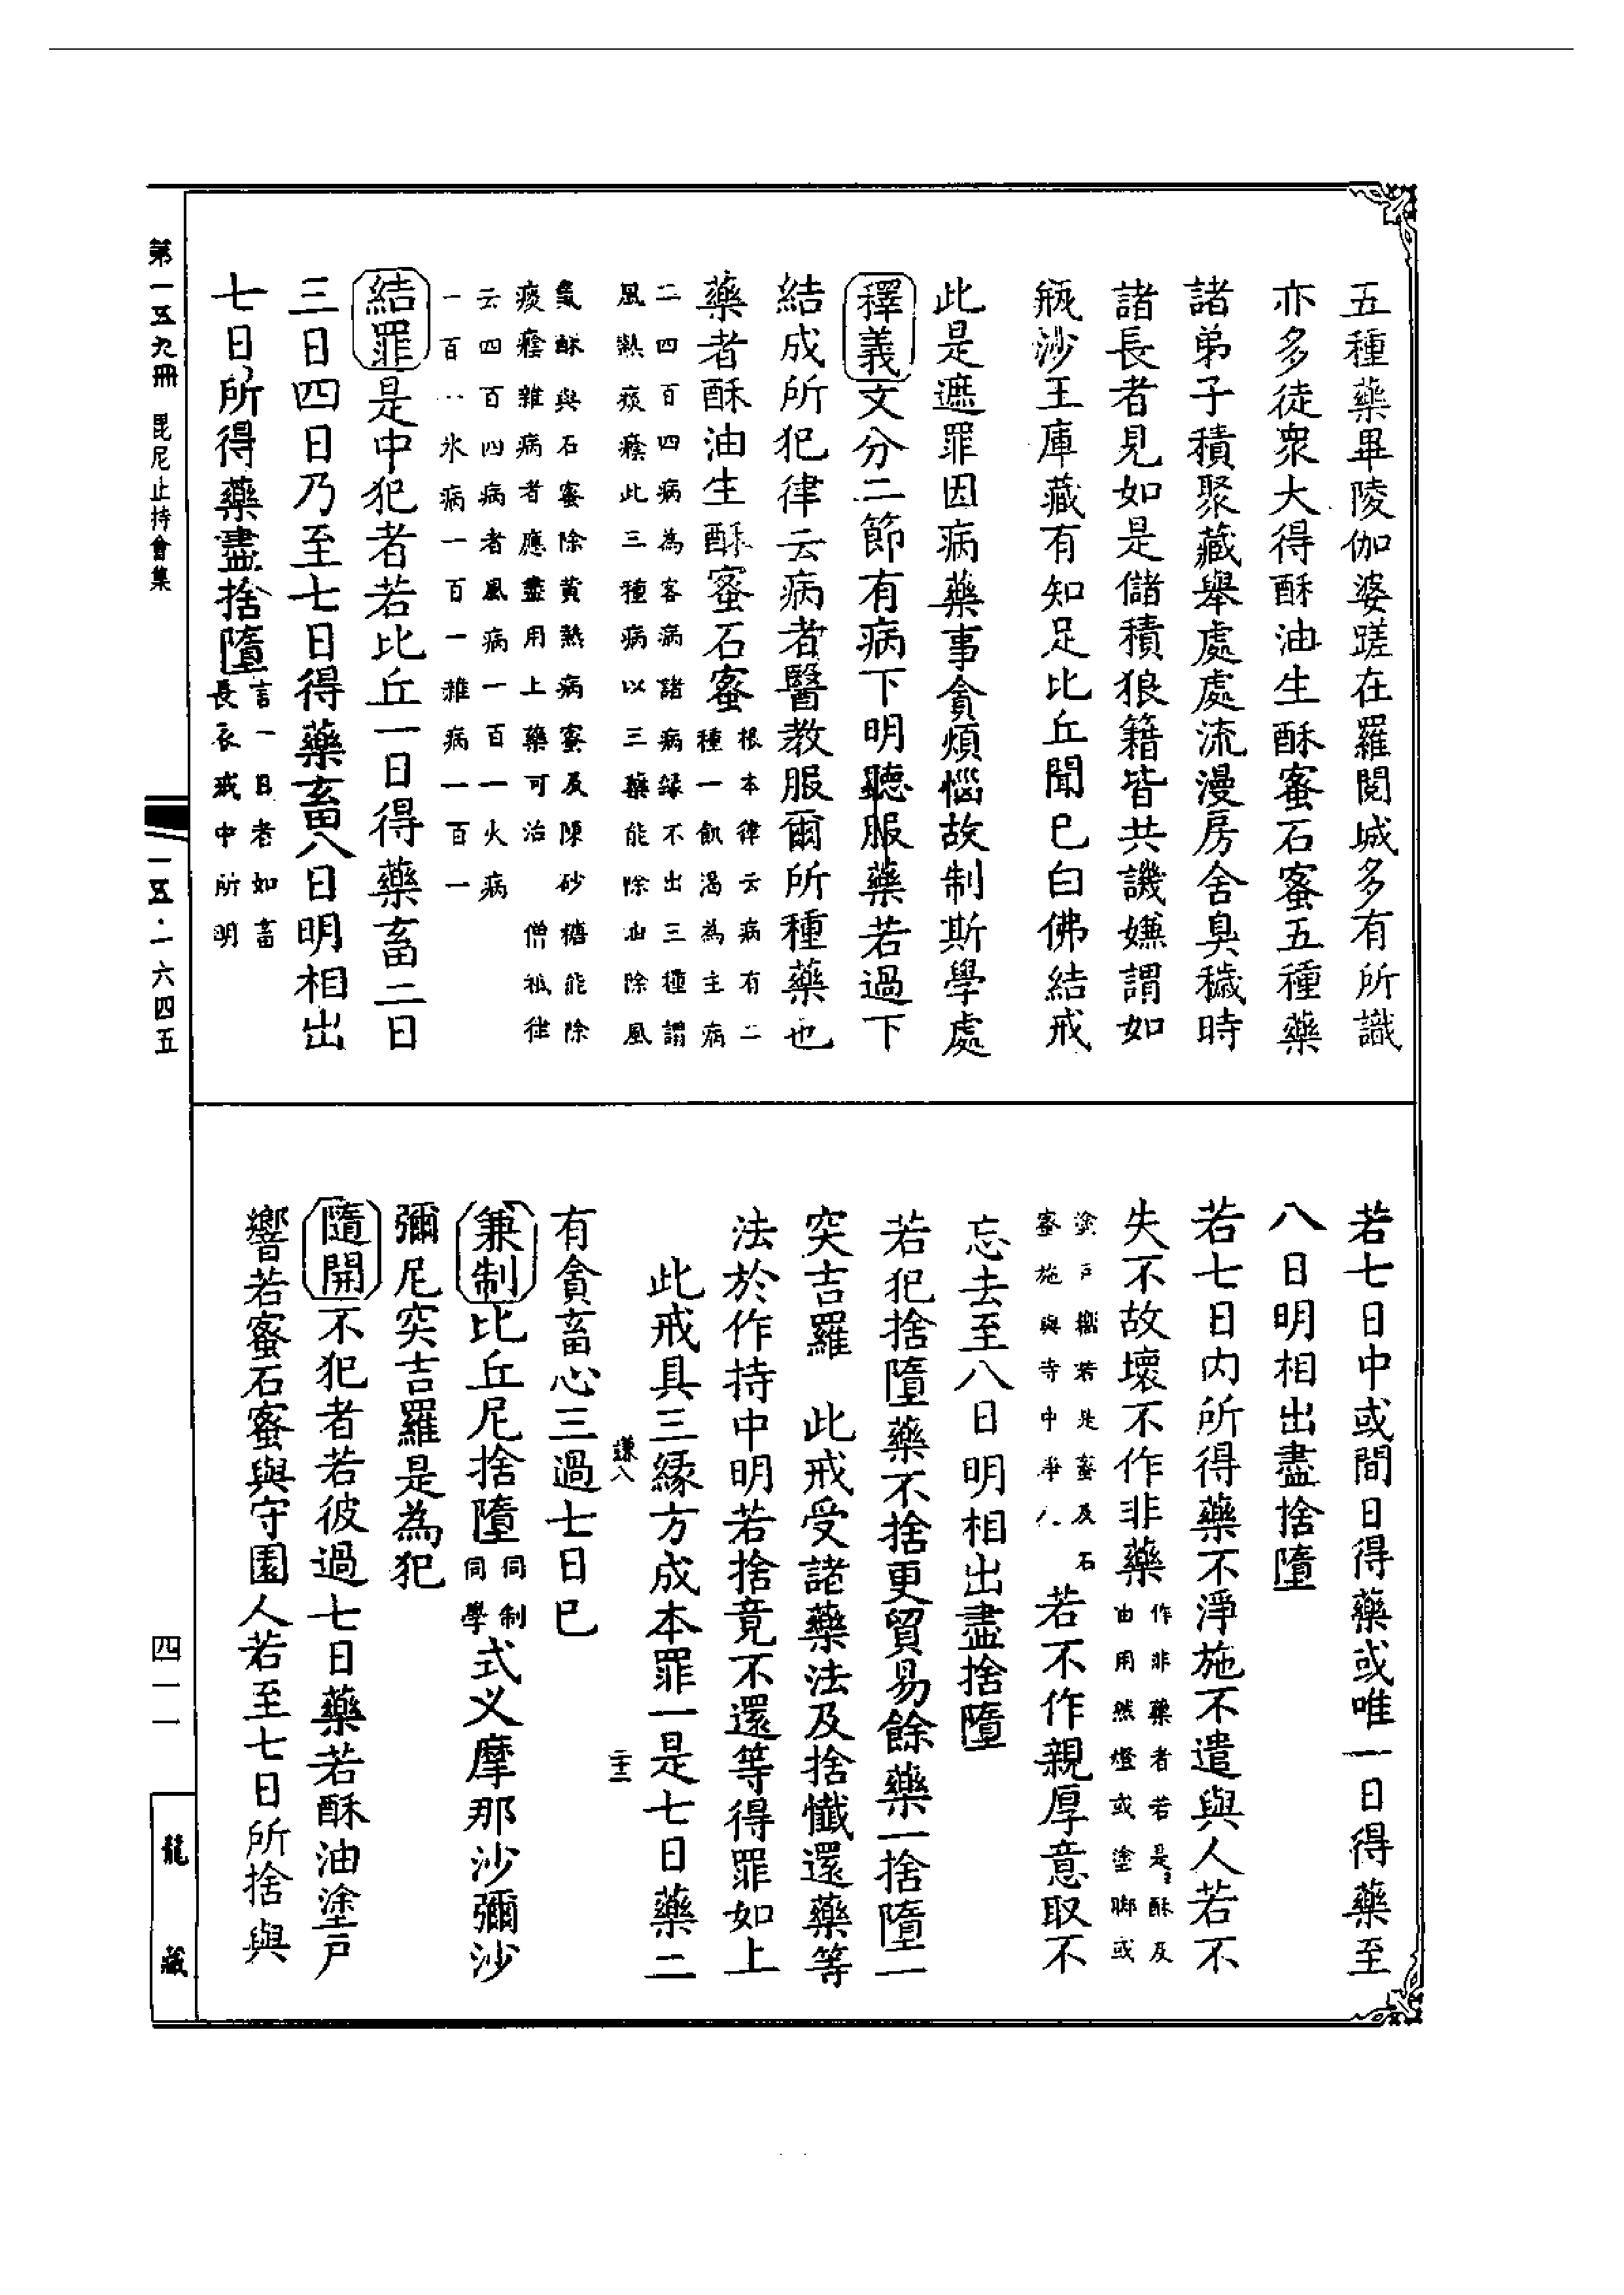 五種藥畢陵伽婆蹉在羅閱城多有所識
亦多徒衆大得酥油生酥蜜石蜜五種藥
諸弟子積聚藏舉處處流漫房舍臭穢時
諸長者見如是儲積狼籍皆共譏嫌謂如
瓶沙王庫藏有知足比丘聞已白佛結戒
此是遮罪因病藥事貪煩惱故制斯學處
釋義文分二節有病下明聽服藥若過下
結成所犯律云病者醫教服爾所種藥也
藥者酥油生酥蜜石蜜
根本律云病有二
種一飢渴為主病
二四百四病為客病諸病緣不出三種謂
風熱痰癊此三種病以三藥能除油除風
氣酥與石蜜除黃熱病蜜及陳砂糖能除
痰癊雜病者應盡用上藥可治 僧祇律
云四百四病者風病一百一火病
一百一水病一百一雜病一百一
結罪是中犯者若比丘一日得藥畜二日
三日四日乃至七日得藥畜八日明相出
七日所得藥盡捨墮
言一日者如畜
長衣戒中所明
若七日中或間日得藥或唯一日得藥至
八日明相出盡捨墮
若七日内所得藥不淨施不遣與人若不
失不故壞不作非藥
作非藥者若是酥及
油用然燈或塗腳或
塗戶嚮若是蜜及石
蜜施與寺中淨人
若不作親厚意取不
忘去至八日明相出盡捨墮
若犯捨墮藥不捨更貿易餘藥一捨墮一
突吉羅 此戒受諸藥法及捨懺還藥等
法於作持中明若捨竟不還等得罪如上
此戒具三緣方成本罪一是七日藥二
謙八
二十三
有貪畜心三過七日已
兼制比丘尼捨墮
同制
同學
式义摩那沙彌沙
彌尼突吉羅是為犯
隨開不犯者若彼過七日藥若酥油塗戶
嚮若蜜石蜜與守園人若至七日所捨與
第一五九冊 毘尼止持會集
一五·一六四五
四一一
龍藏